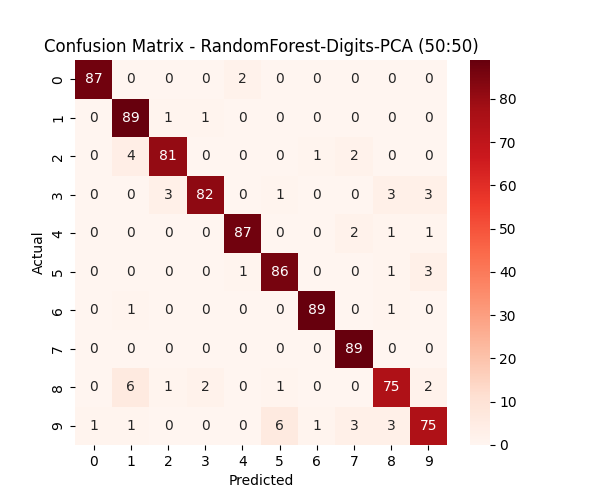 Confusion Matrix - RandomForest-Digits-PCA (50:50)
0 87 0 0 0 2 0 0 0 0 0
1 0 89 1 1 0 0 0 0 0 0
2 0 4 81 0 0 0 1 2 0 0
3 0 0 3 82 0 1 0 0 3 3
4 0 0 0 0 87 0 0 2 1 1
5 0 0 0 0 1 86 0 0 1 3
6 0 1 0 0 0 0 89 0 1 0
7 0 0 0 0 0 0 0 89 0 0
8 0 6 1 2 0 1 0 0 75 2
9 1 1 0 0 0 6 1 3 3 75
0 1 2 3 4 5 6 7 8 9
Predicted
Actual
80
70
60
50
40
30
20
10
0